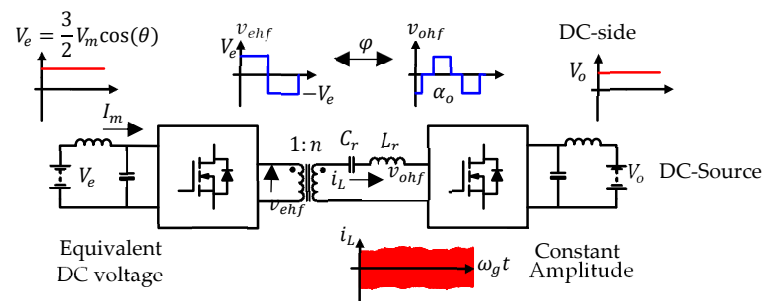 V_e = 3/2 V_m cos(θ)
v_ehf
V_e
−V_e
φ
v_ohf
α_o
DC-side
V_o
I_m
V_e
1: n
C_r
L_r
i_L
v_ohf
v_ehf
V_o
DC-Source
Equivalent
DC voltage
i_L
ω_g t
Constant
Amplitude